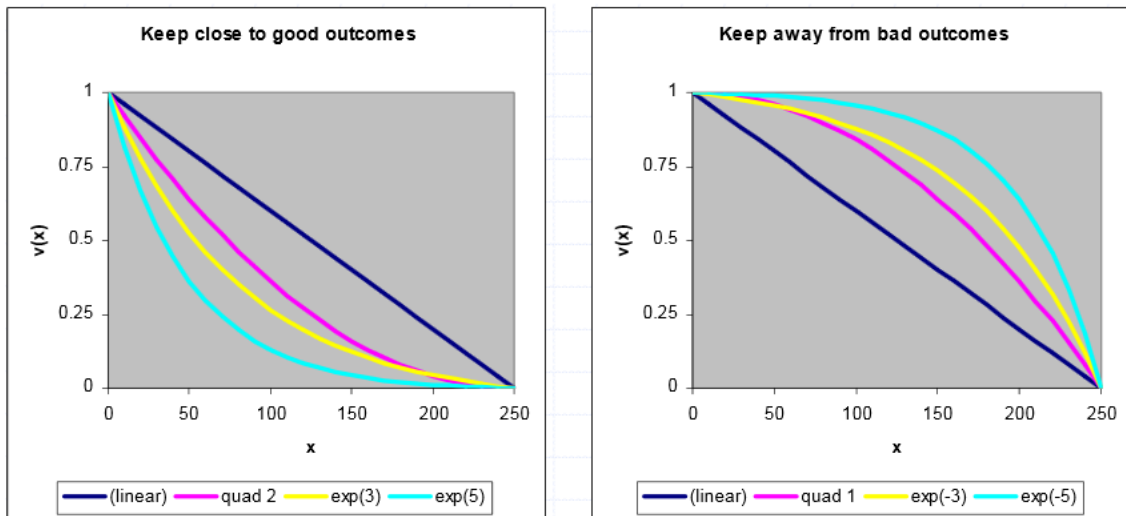 Keep close to good outcomes
v(x)
1
0.75
0.5
0.25
0
0 50 100 150 200 250
x
(linear) quad 2 exp(3) exp(5)
Keep away from bad outcomes
v(x)
1
0.75
0.5
0.25
0
0 50 100 150 200 250
x
(linear) quad 1 exp(-3) exp(-5)